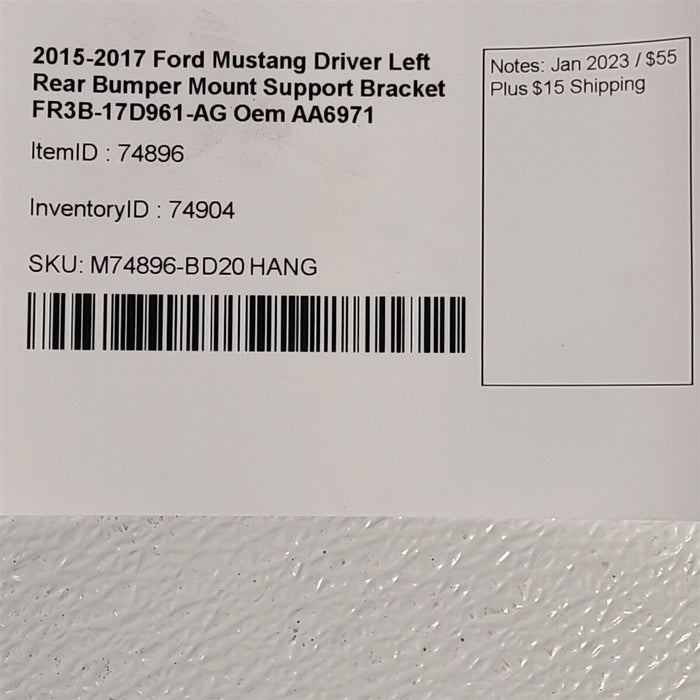 2015-2017 Ford Mustang Driver Left
Rear Bumper Mount Support Bracket
FR3B-17D961-AG Oem AA6971
ItemID : 74896
InventoryID : 74904
SKU: M74896-BD20 HANG
Notes: Jan 2023 / $55
Plus $15 Shipping